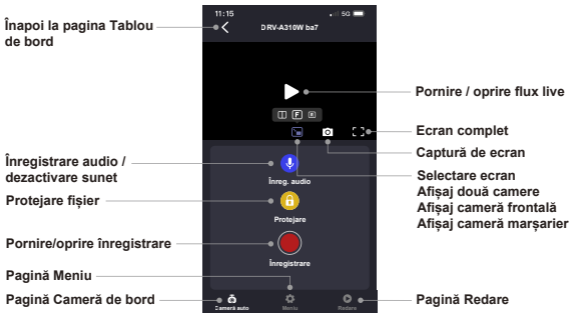 Înapoi la pagina Tablou
de bord
11:15
5G
DRV-A310W ba7
Pornire / oprire flux live
F
Ecran complet
Captură de ecran
Selectare ecran
Afișaj două camere
Afișaj cameră frontală
Afișaj cameră marșarier
Înregistrare audio /
dezactivare sunet
Înreg. audio
Protejare fișier
Protejare
Pornire/oprire înregistrare
Înregistrare
Pagină Meniu
Pagină Cameră de bord
Cameră auto
Meniu
Redare
Pagină Redare